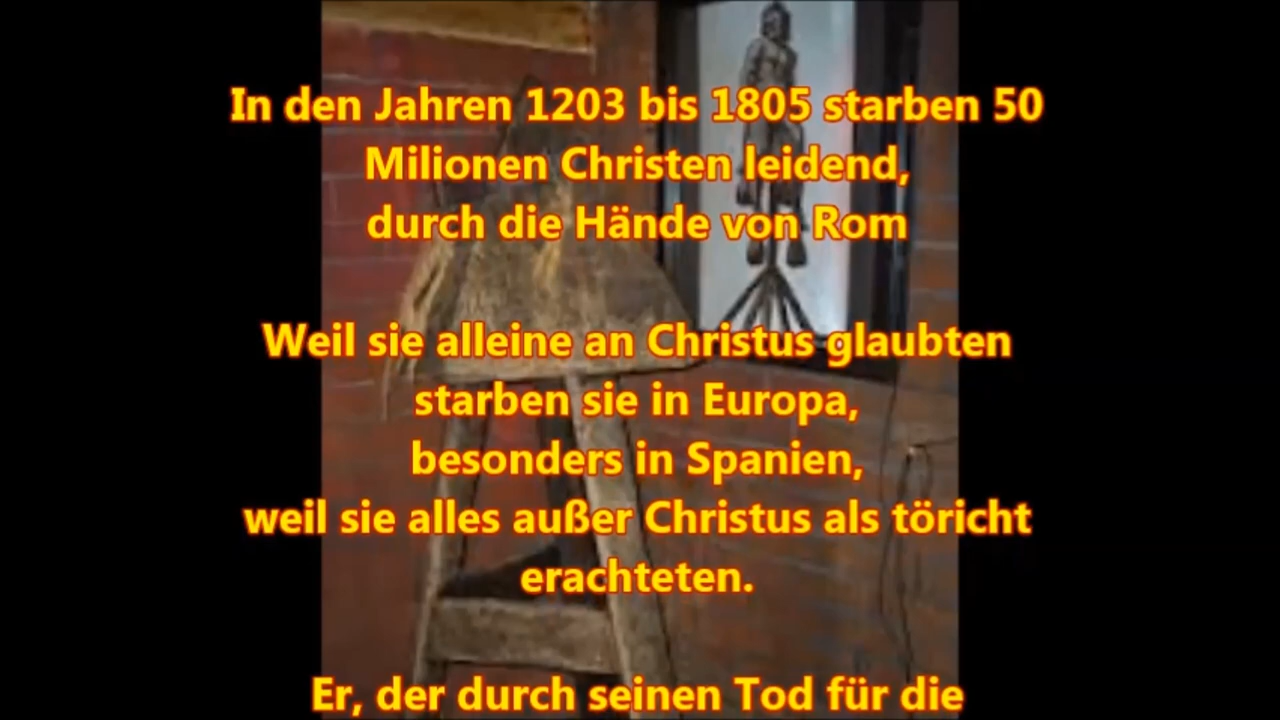 In den Jahren 1203 bis 1805 starben 50
Milionen Christen leidend,
durch die Hände von Rom
Weil sie alleine an Christus glaubten
starben sie in Europa,
besonders in Spanien,
weil sie alles außer Christus als töricht
erachteten.
Er, der durch seinen Tod für die